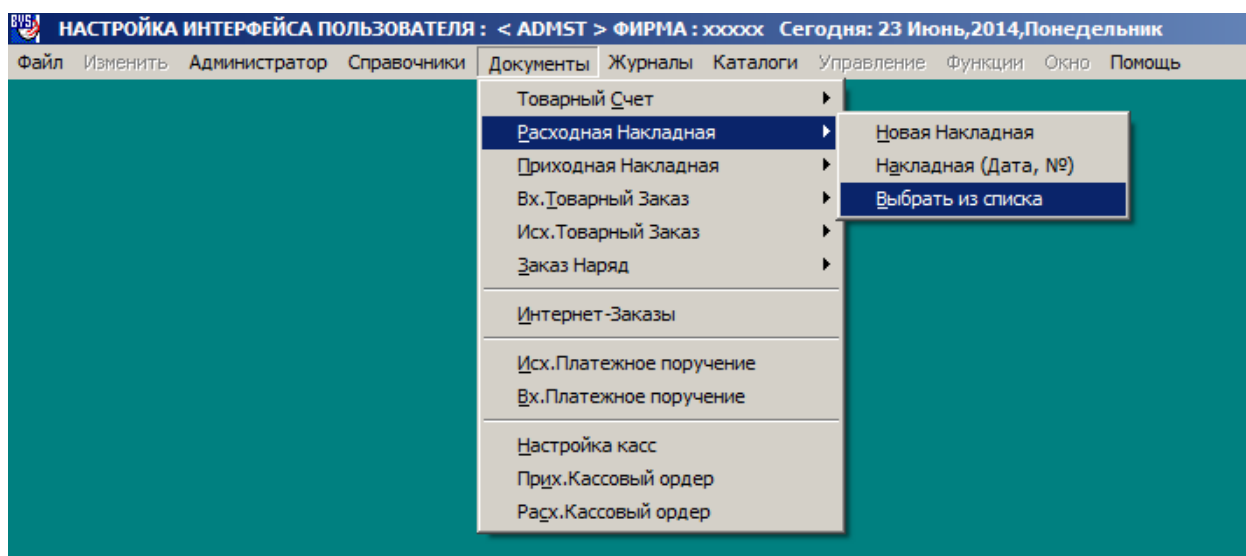 BVS
НАСТРОЙКА ИНТЕРФЕЙСА ПОЛЬЗОВАТЕЛЯ : < ADMST > ФИРМА : xxxxx Сегодня: 23 Июнь,2014,Понедельник
Файл Изменить Администратор Справочники Документы Журналы Каталоги Управление Функции Окно Помощь
Товарный Счет
Расходная Накладная
Приходная Накладная
Вх.Товарный Заказ
Исх.Товарный Заказ
Заказ Наряд
Интернет-Заказы
Исх.Платежное поручение
Вх.Платежное поручение
Настройка касс
Прих.Кассовый ордер
Расх.Кассовый ордер
Новая Накладная
Накладная (Дата, №)
Выбрать из списка